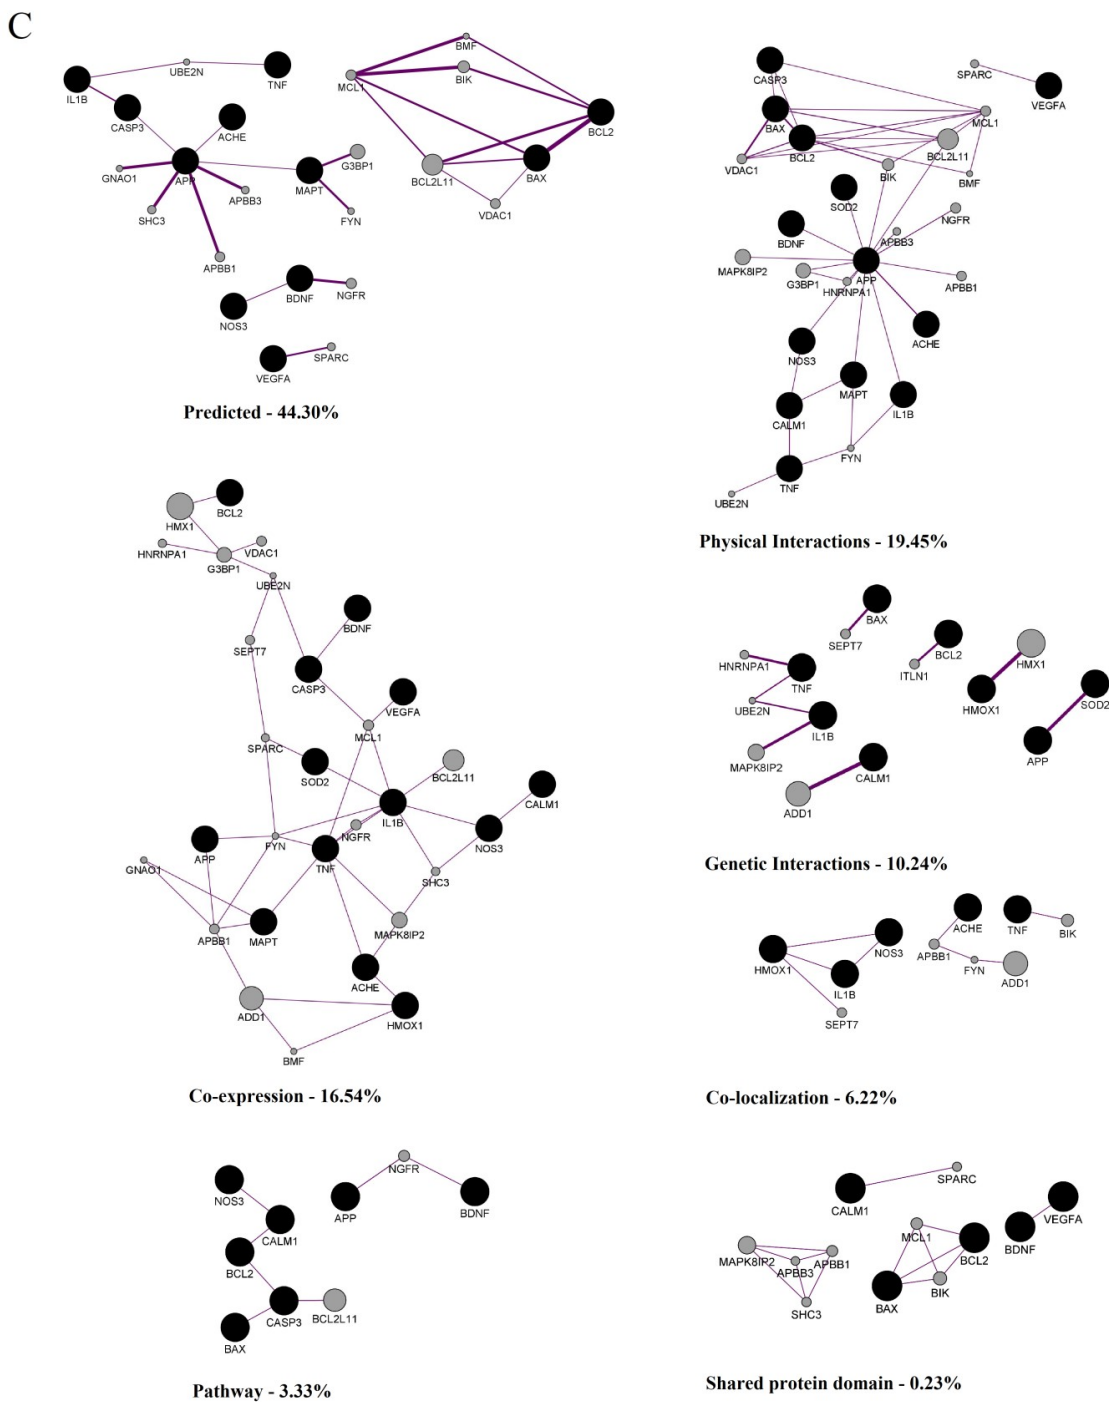 C
BMF
UBE2N
TNF
MCL1
BIK
IL1B
CASP3
ACHE
BCL2
G3BP1
GNAO1
APP
MAPT
BCL2L11
BAX
APBB3
SHC3
FYN
VDAC1
APBB1
BDNF
NGFR
NOS3
SPARC
VEGFA
Predicted - 44.30%
CASP3
SPARC
VEGFA
BAX
MCL1
BCL2
BCL2L11
VDAC1
BIK
BMF
SOD2
NGFR
BDNF
APBB3
MAPK8IP2
APP
G3BP1
HNRNPA1
APBB1
ACHE
NOS3
MAPT
IL1B
CALM1
FYN
TNF
UBE2N
Physical Interactions - 19.45%
HMX1
BCL2
HNRNPA1
VDAC1
G3BP1
UBE2N
BDNF
SEPT7
CASP3
VEGFA
MCL1
SPARC
SOD2
BCL2L11
CALM1
IL1B
NGFR
NOS3
APP
FYN
TNF
GNAO1
SHC3
APBB1
MAPT
MAPK8IP2
ACHE
ADD1
HMOX1
BMF
Co-expression - 16.54%
BAX
SEPT7
HNRNPA1
TNF
BCL2
ITLN1
HMX1
UBE2N
HMOX1
SOD2
IL1B
MAPK8IP2
APP
CALM1
ADD1
Genetic Interactions - 10.24%
ACHE
TNF
BIK
NOS3
APBB1
HMOX1
FYN
IL1B
ADD1
SEPT7
Co-localization - 6.22%
NGFR
NOS3
APP
BDNF
CALM1
BCL2
CASP3
BCL2L11
BAX
Pathway - 3.33%
SPARC
CALM1
VEGFA
MCL1
BDNF
BCL2
MAPK8IP2
APBB1
APBB3
BIK
BAX
SHC3
Shared protein domain - 0.23%